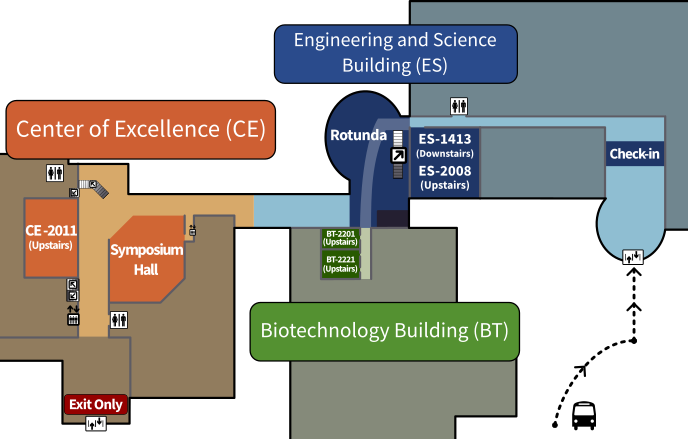 Engineering and Science
Building (ES)
Center of Excellence (CE)
Rotunda
ES-1413
(Downstairs)
ES-2008
(Upstairs)
Check-in
CE-2011
(Upstairs)
Symposium
Hall
BT-2201
(Upstairs)
BT-2221
(Upstairs)
Biotechnology Building (BT)
Exit Only